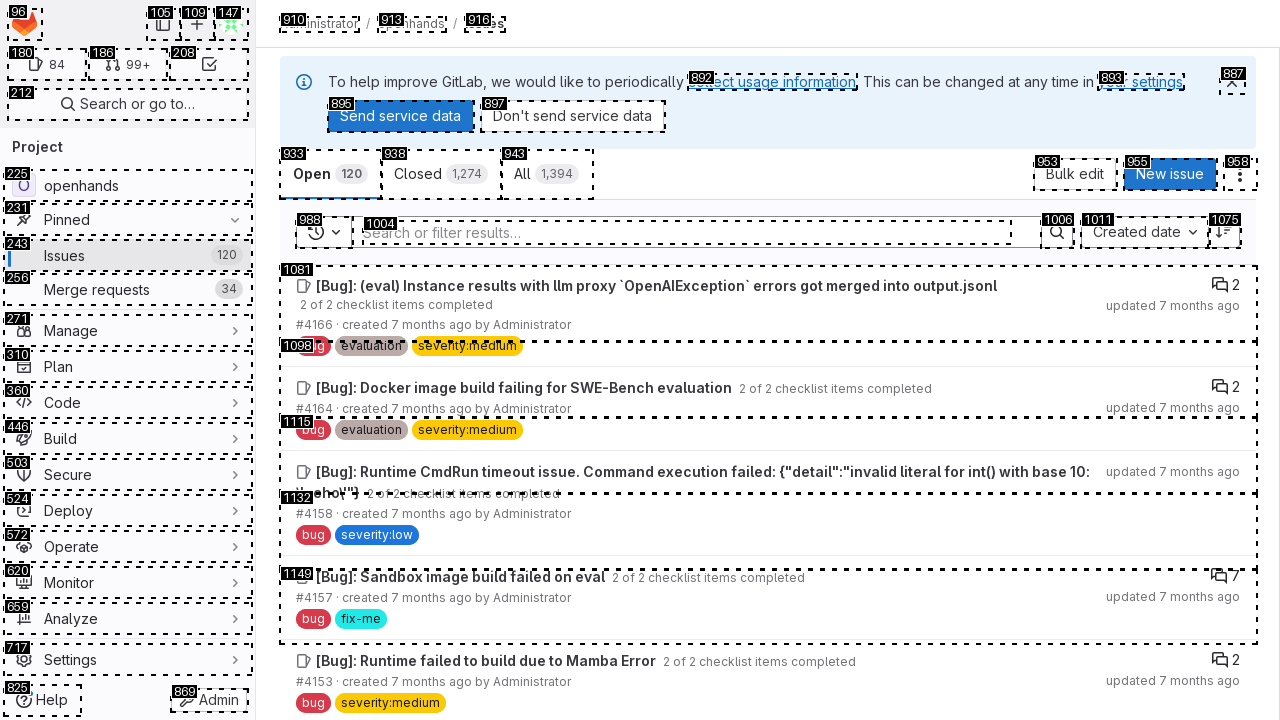 96
105
109
147
180
84
186
99+
208
212
Search or go to…
Project
225
openhands
231
Pinned
243
Issues
120
256
Merge requests
34
271
Manage
310
Plan
360
Code
446
Build
503
Secure
524
Deploy
572
Operate
620
Monitor
659
Analyze
717
Settings
825
Help
869
Admin
910
913
916
/ /
To help improve GitLab, we would like to periodically 892 collect usage information. This can be changed at any time in 893 your settings.
887
895
Send service data
897
Don't send service data
933
Open 120
938
Closed 1,274
943
All 1,394
953
Bulk edit
955
New issue
958
988
1004
Search or filter results…
1006
1011
Created date
1075
1081
[Bug]: (eval) Instance results with llm proxy `OpenAIException` errors got merged into output.jsonl
2
2 of 2 checklist items completed
updated 7 months ago
#4166 · created 7 months ago by Administrator
1098
bug evaluation severity:medium
[Bug]: Docker image build failing for SWE-Bench evaluation 2 of 2 checklist items completed
2
#4164 · created 7 months ago by Administrator
updated 7 months ago
1115
bug evaluation severity:medium
[Bug]: Runtime CmdRun timeout issue. Command execution failed: {"detail":"invalid literal for int() with base 10:
updated 7 months ago
2 of 2 checklist items completed
1132
#4158 · created 7 months ago by Administrator
bug severity:low
1149
[Bug]: Sandbox image build failed on eval 2 of 2 checklist items completed
7
#4157 · created 7 months ago by Administrator
updated 7 months ago
bug fix-me
[Bug]: Runtime failed to build due to Mamba Error 2 of 2 checklist items completed
2
#4153 · created 7 months ago by Administrator
updated 7 months ago
bug severity:medium